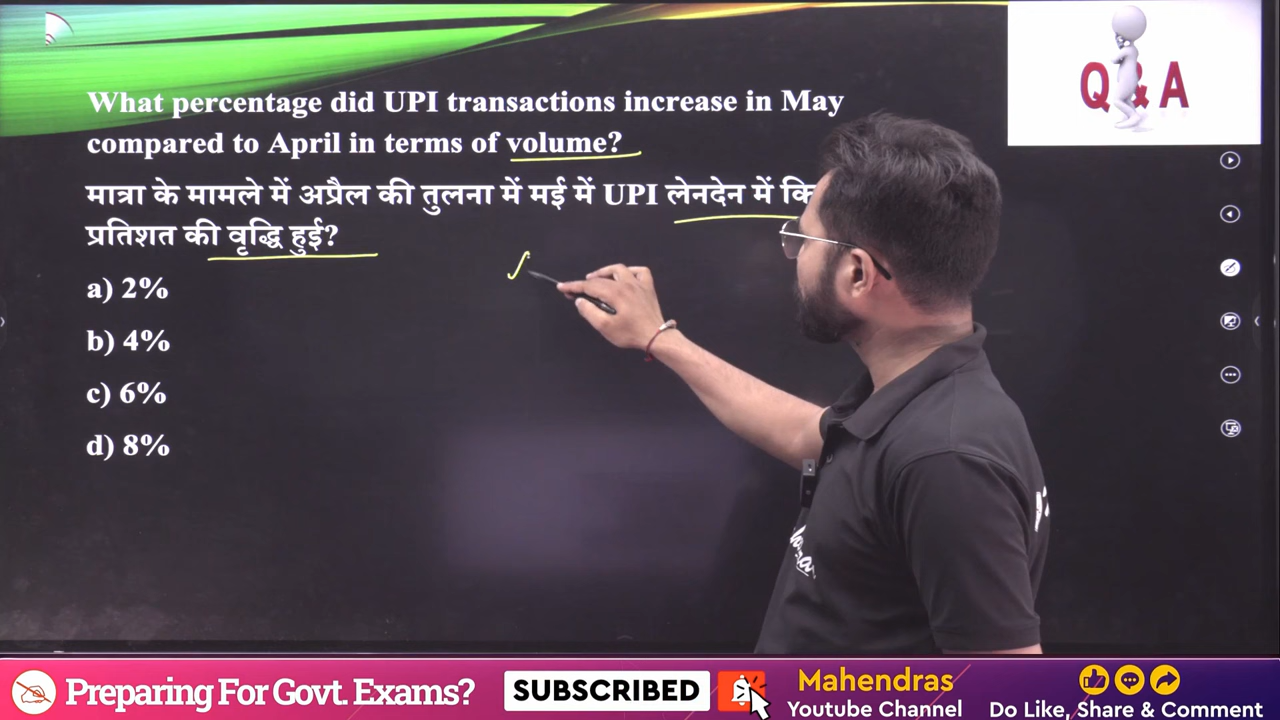 What percentage did UPI transactions increase in May
compared to April in terms of volume?
मात्रा के मामले में अप्रैल की तुलना में मई में UPI लेनदेन में
प्रतिशत की वृद्धि हुई?
a) 2%
b) 4%
c) 6%
d) 8%
Q & A
Preparing For Govt. Exams?
SUBSCRIBED
Mahendras
Youtube Channel
Do Like, Share & Comment